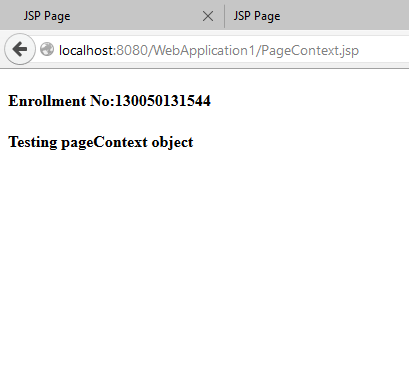 JSP Page
JSP Page
localhost:8080/WebApplication1/PageContext.jsp
Enrollment No:130050131544
Testing pageContext object